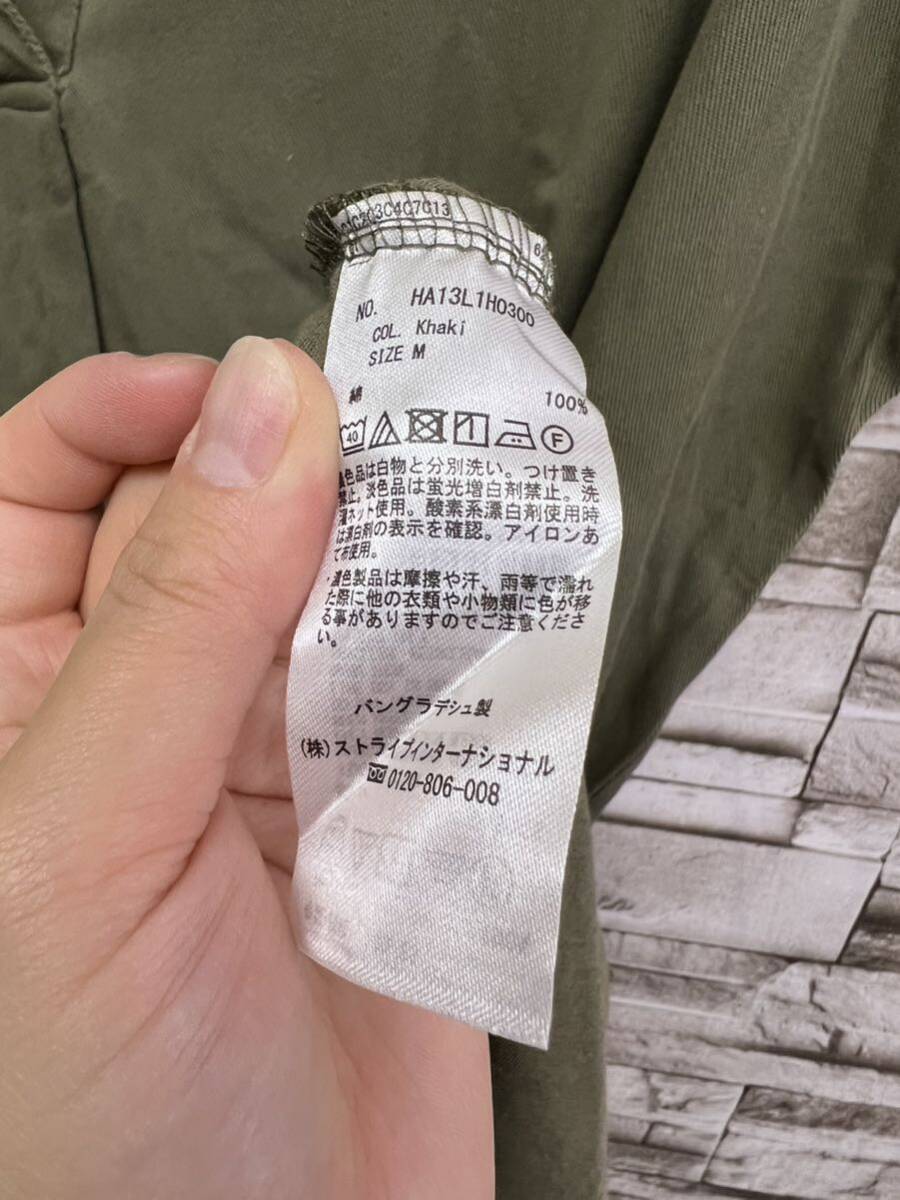 C1C2C3C4C7C13
NO. HA13L1H0300
COL. Khaki
SIZE M
綿 100%
40 F
色品は白物と分別洗い。つけ置き
禁止。淡色品は蛍光増白剤禁止。洗
濯ネット使用。酸素系漂白剤使用時
は漂白剤の表示を確認。アイロンあ
て布使用。
・濃色製品は摩擦や汗、雨等で濡れ
た際に他の衣類や小物類に色が移
る事がありますのでご注意くださ
い。
バングラデシュ製
(株)ストライプインターナショナル
0120-806-008